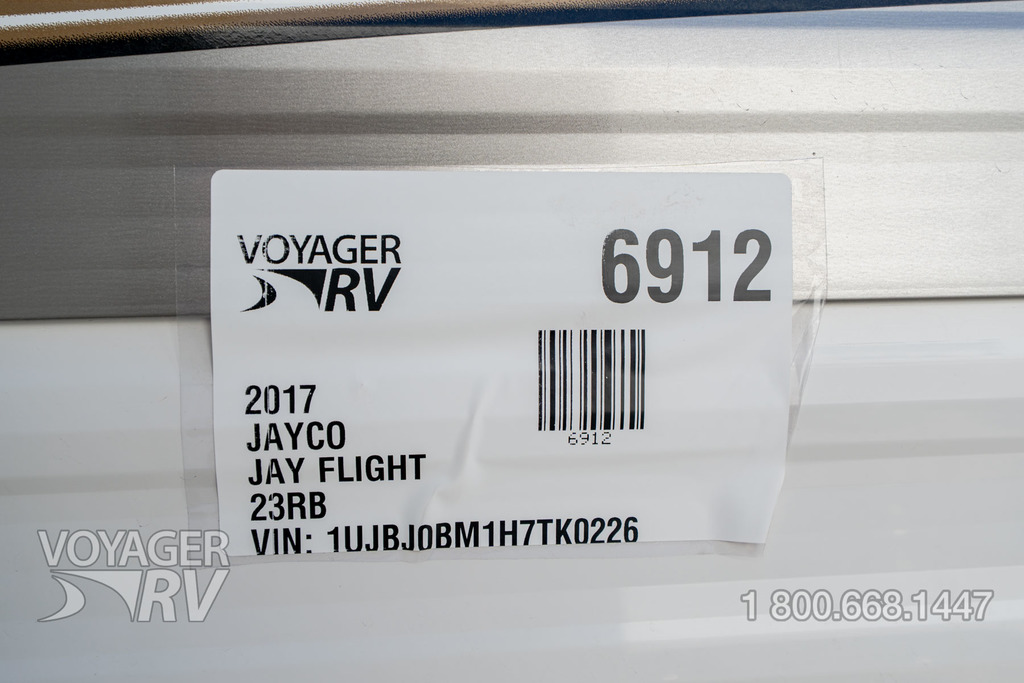 VOYAGER
RV
6912
6912
2017
JAYCO
JAY FLIGHT
23RB
VIN: 1UJBJ0BM1H7TK0226
VOYAGER
RV
1 800.668.1447